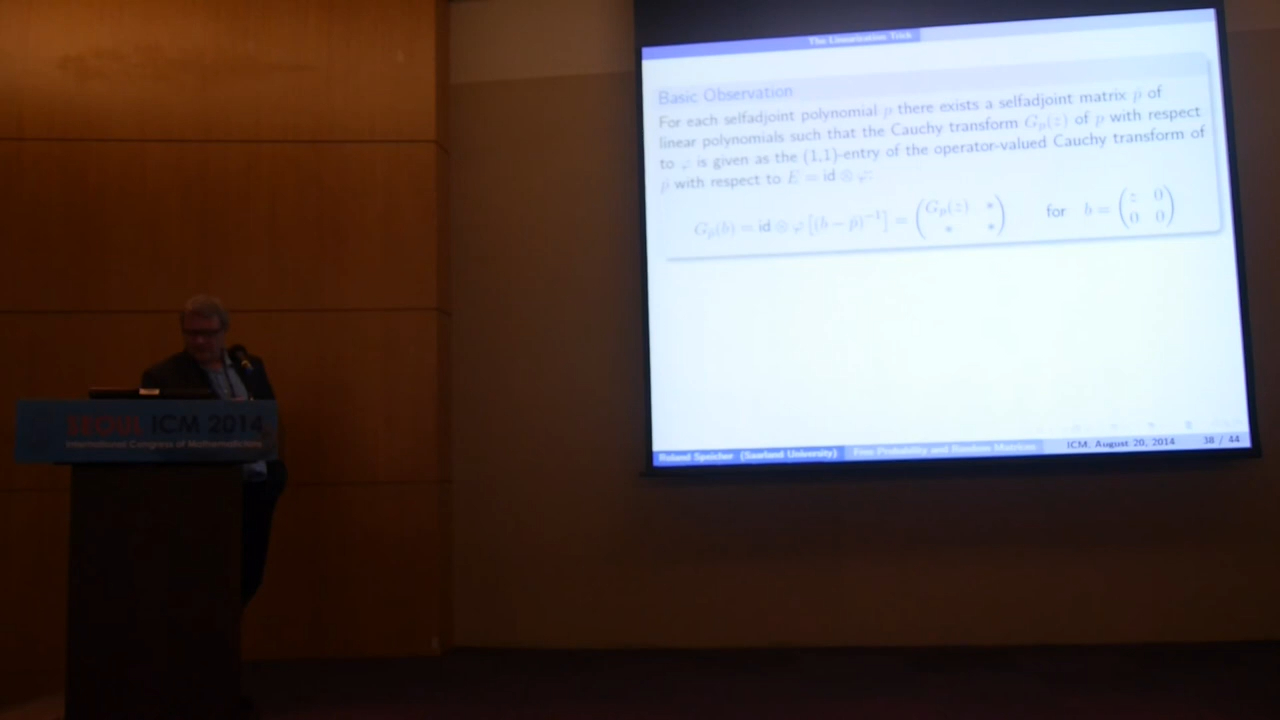 The Linearization Trick
Basic Observation
For each selfadjoint polynomial p there exists a selfadjoint matrix p̂ of
linear polynomials such that the Cauchy transform G_p(z) of p with respect
to φ is given as the (1,1)-entry of the operator-valued Cauchy transform of
p̂ with respect to E = id ⊗ φ:
G_p̂(b) = id ⊗ φ [(b − p̂)^{-1}] = (G_p(z) * ; * *) for b = (z 0 ; 0 0)
Roland Speicher (Saarland University) Free Probability and Random Matrices ICM, August 20, 2014 38 / 44
SEOUL ICM 2014
International Congress of Mathematicians